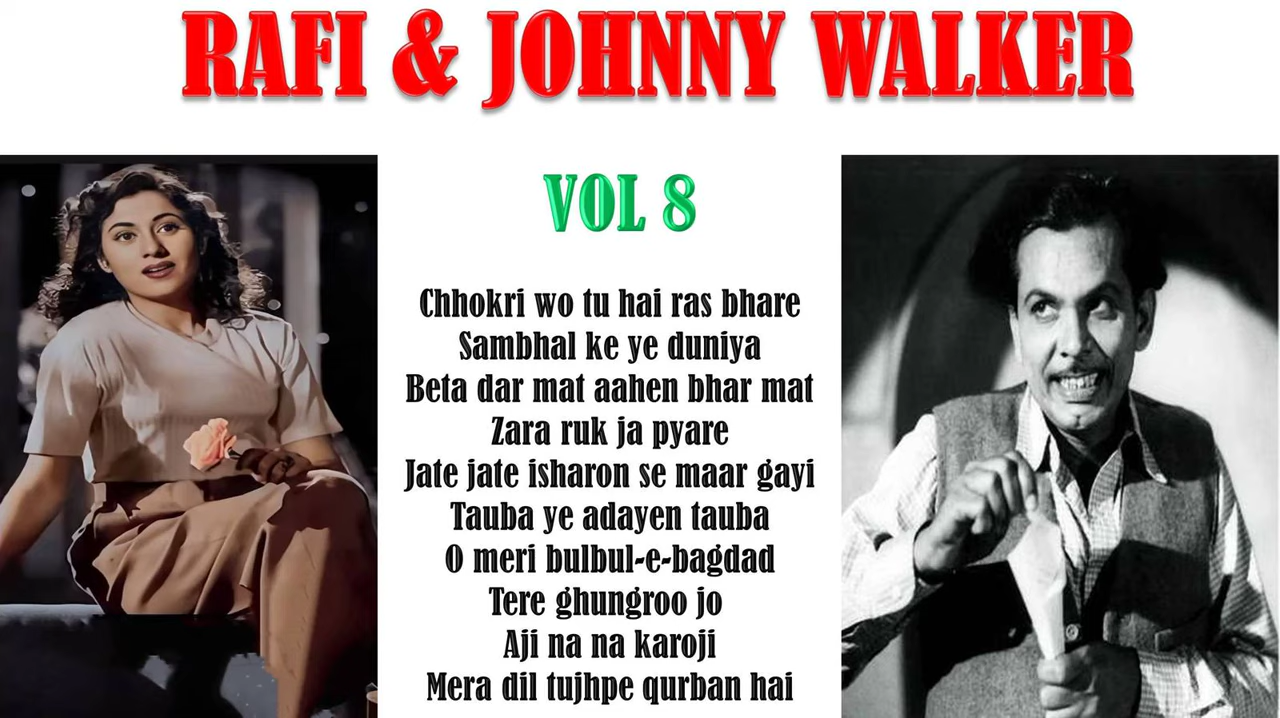 RAFI & JOHNNY WALKER
VOL 8
Chhokri wo tu hai ras bhare
Sambhal ke ye duniya
Beta dar mat aahen bhar mat
Zara ruk ja pyare
Jate jate isharon se maar gayi
Tauba ye adayen tauba
O meri bulbul-e-bagdad
Tere ghungroo jo
Aji na na karoji
Mera dil tujhpe qurban hai